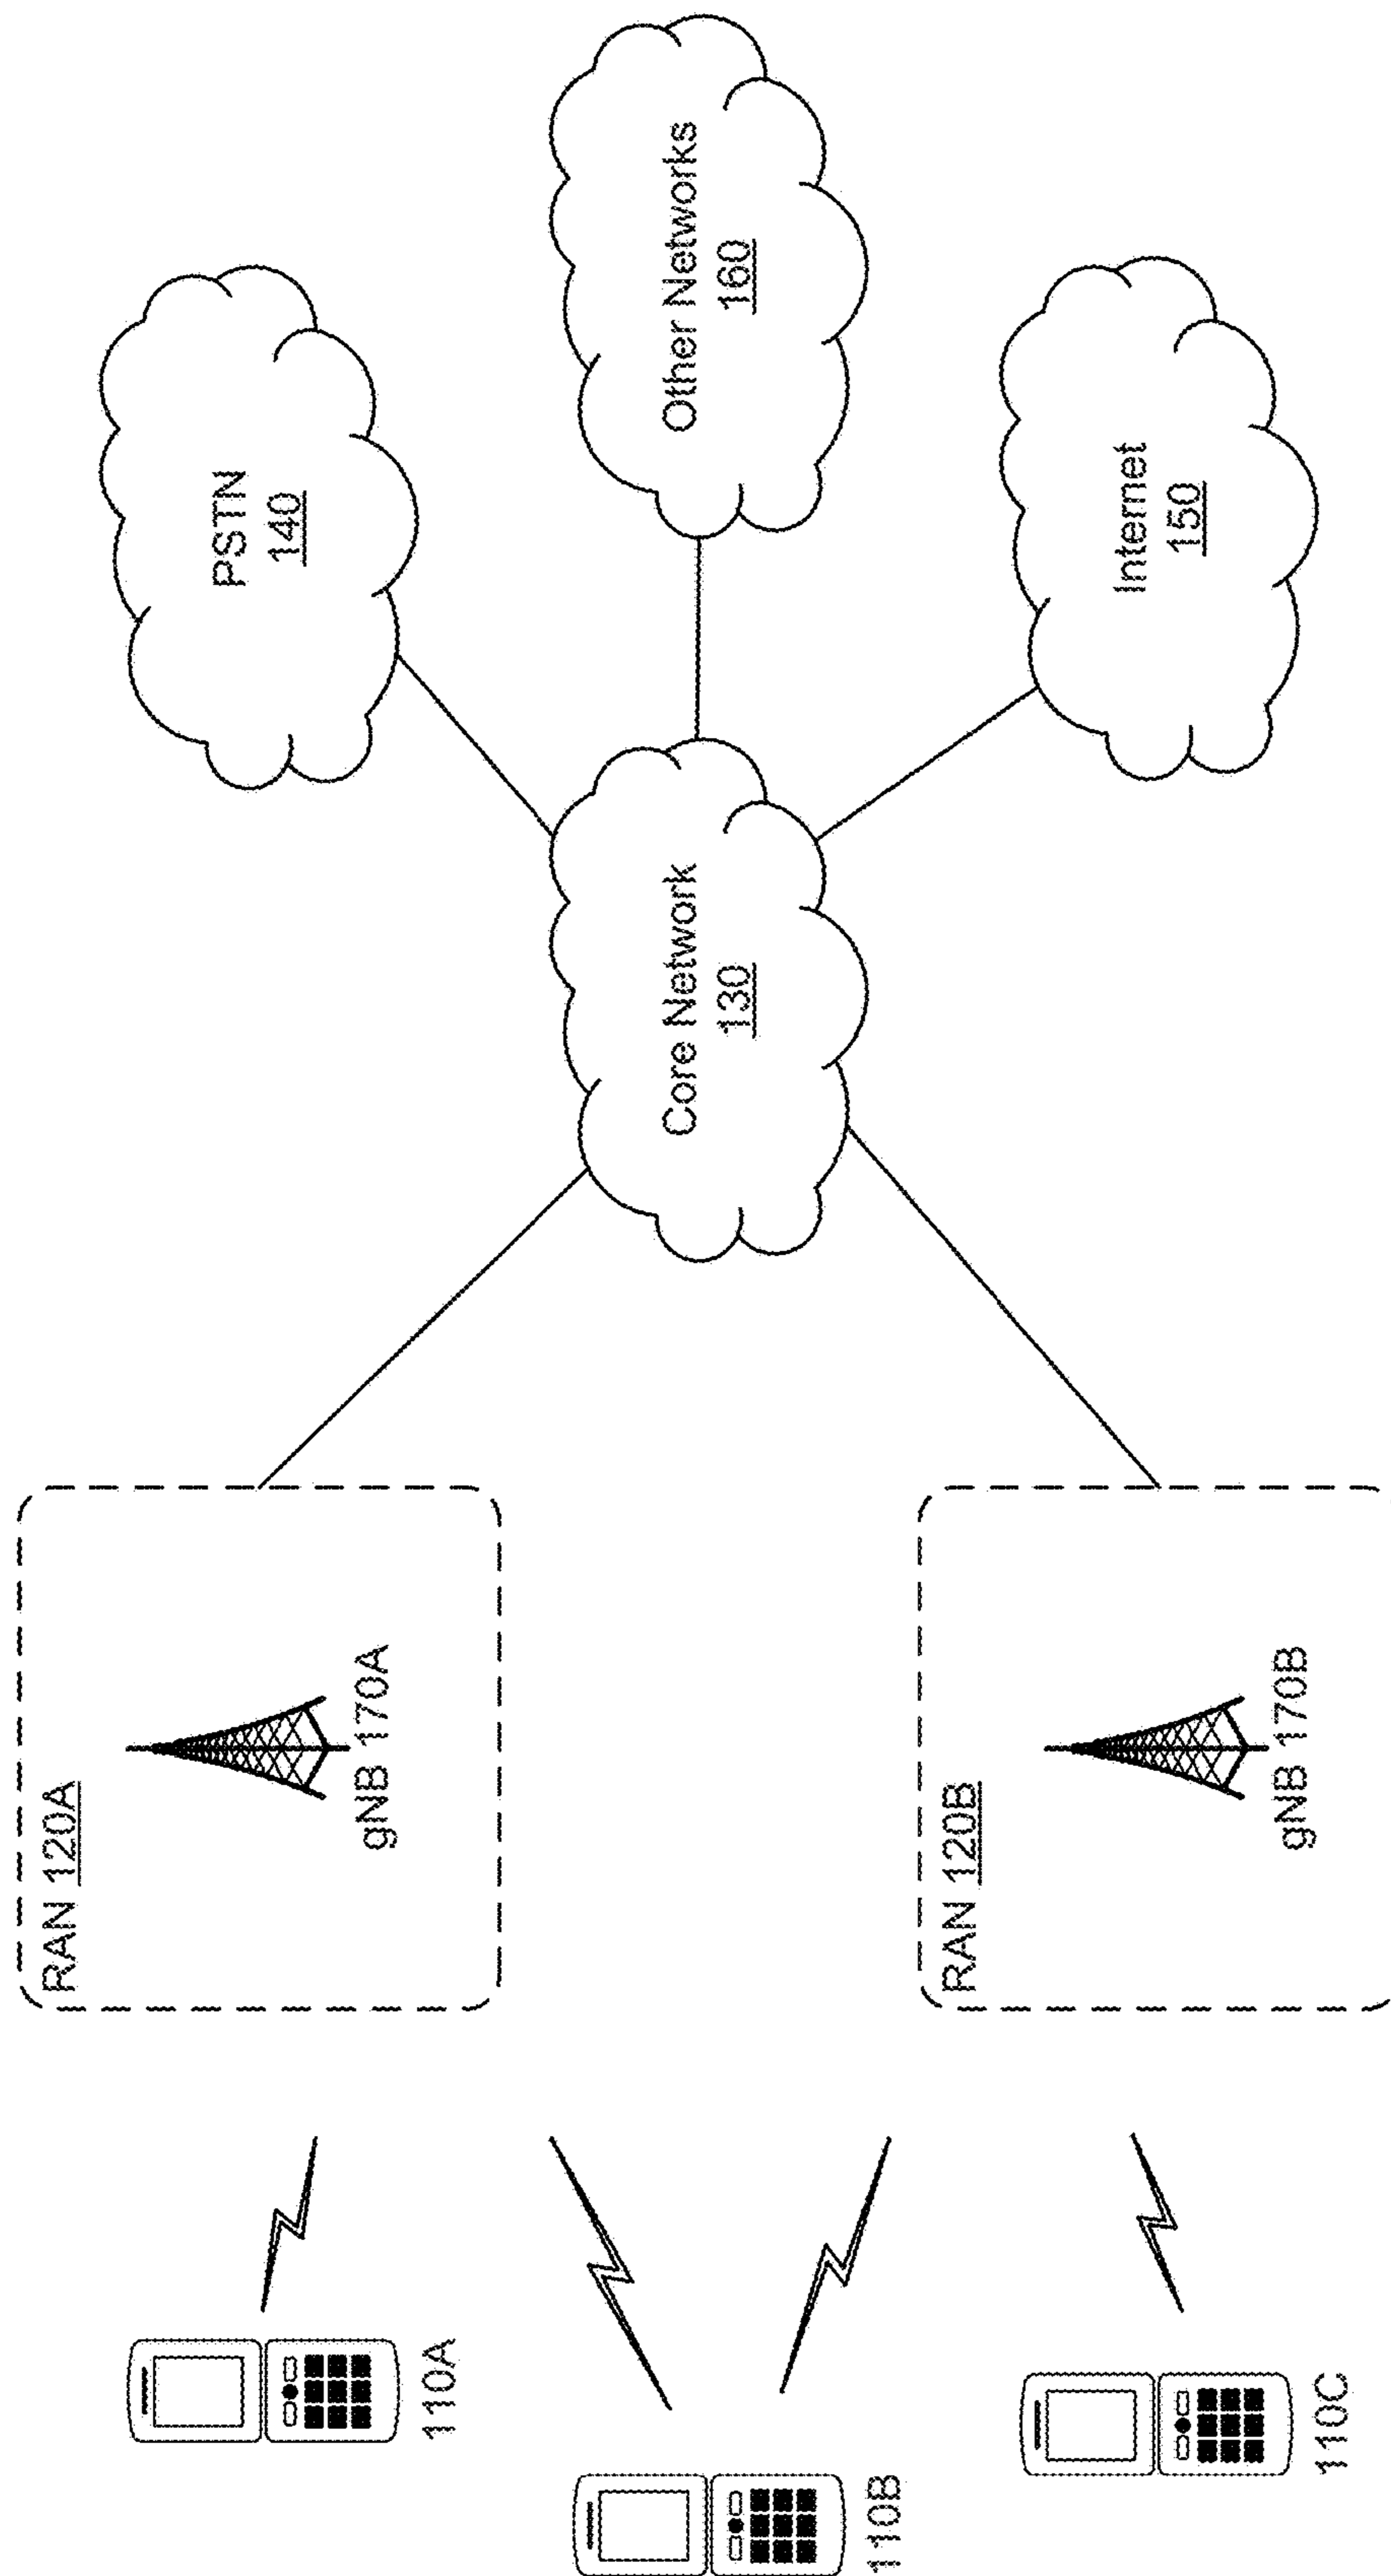 110A
110B
110C
RAN 120A
gNB 170A
RAN 120B
gNB 170B
Core Network
130
PSTN
140
Other Networks
160
Internet
150